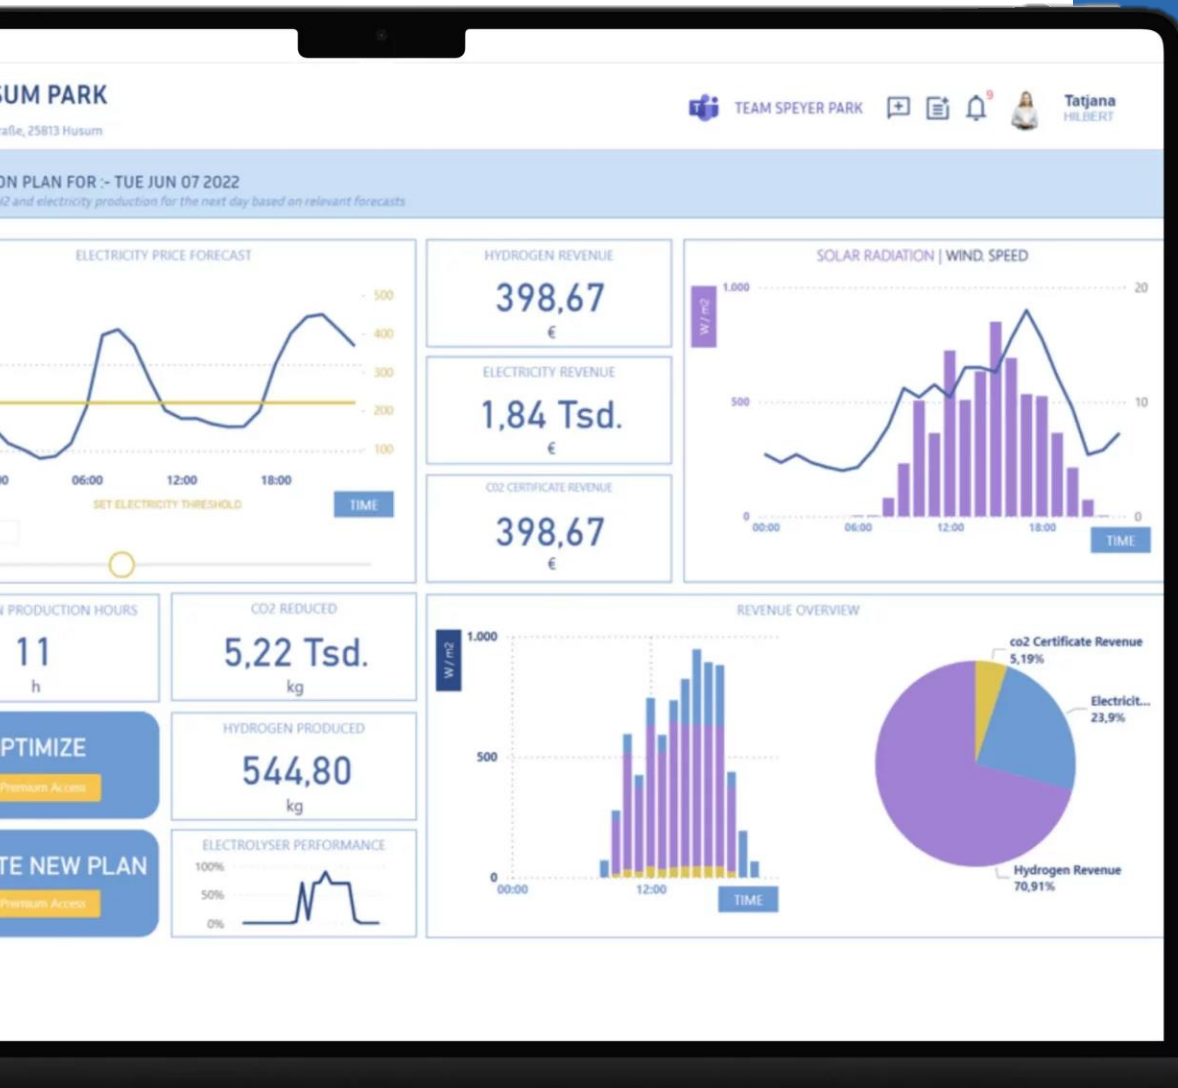 SUM PARK
raße, 25813 Husum
TEAM SPEYER PARK
9
Tatjana
HILBERT
ON PLAN FOR :- TUE JUN 07 2022
H2 and electricity production for the next day based on relevant forecasts
ELECTRICITY PRICE FORECAST
500
400
300
200
100
00
06:00
12:00
18:00
SET ELECTRICITY THRESHOLD
TIME
HYDROGEN REVENUE
398,67
€
ELECTRICITY REVENUE
1,84 Tsd.
€
C02 CERTIFICATE REVENUE
398,67
€
SOLAR RADIATION | WIND. SPEED
W / m2
1.000
500
0
20
10
0
00:00
06:00
12:00
18:00
TIME
N PRODUCTION HOURS
11
h
CO2 REDUCED
5,22 Tsd.
kg
PTIMIZE
Premium Access
HYDROGEN PRODUCED
544,80
kg
TE NEW PLAN
Premium Access
ELECTROLYSER PERFORMANCE
100%
50%
0%
REVENUE OVERVIEW
W / m2
1.000
500
0
00:00
12:00
TIME
co2 Certificate Revenue
5,19%
Electricit...
23,9%
Hydrogen Revenue
70,91%